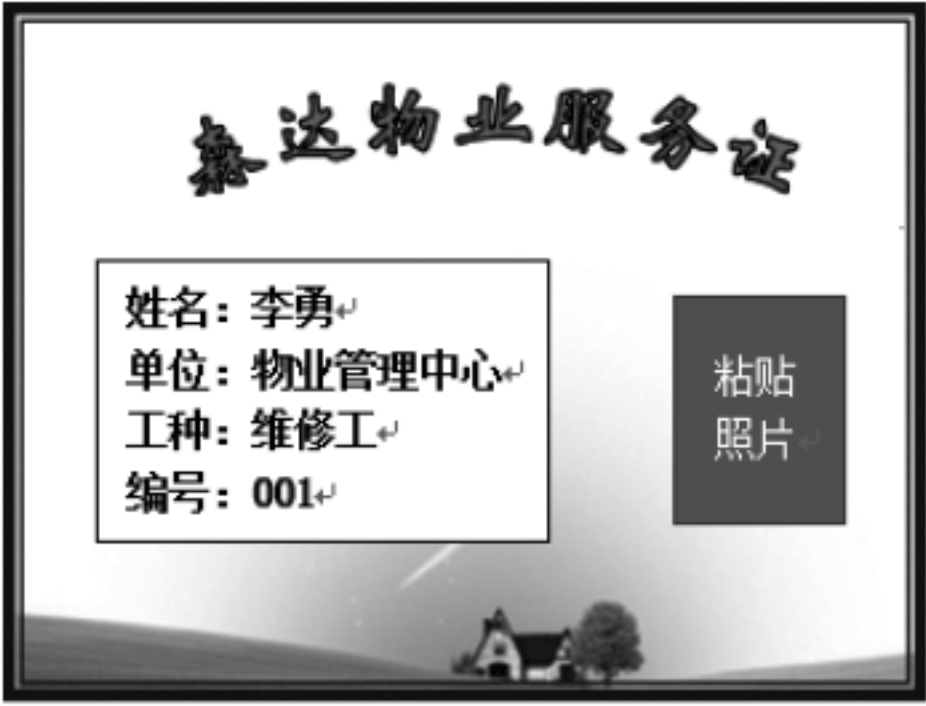 鑫达物业服务证
姓名：李勇
单位：物业管理中心
工种：维修工
编号：001
粘贴
照片